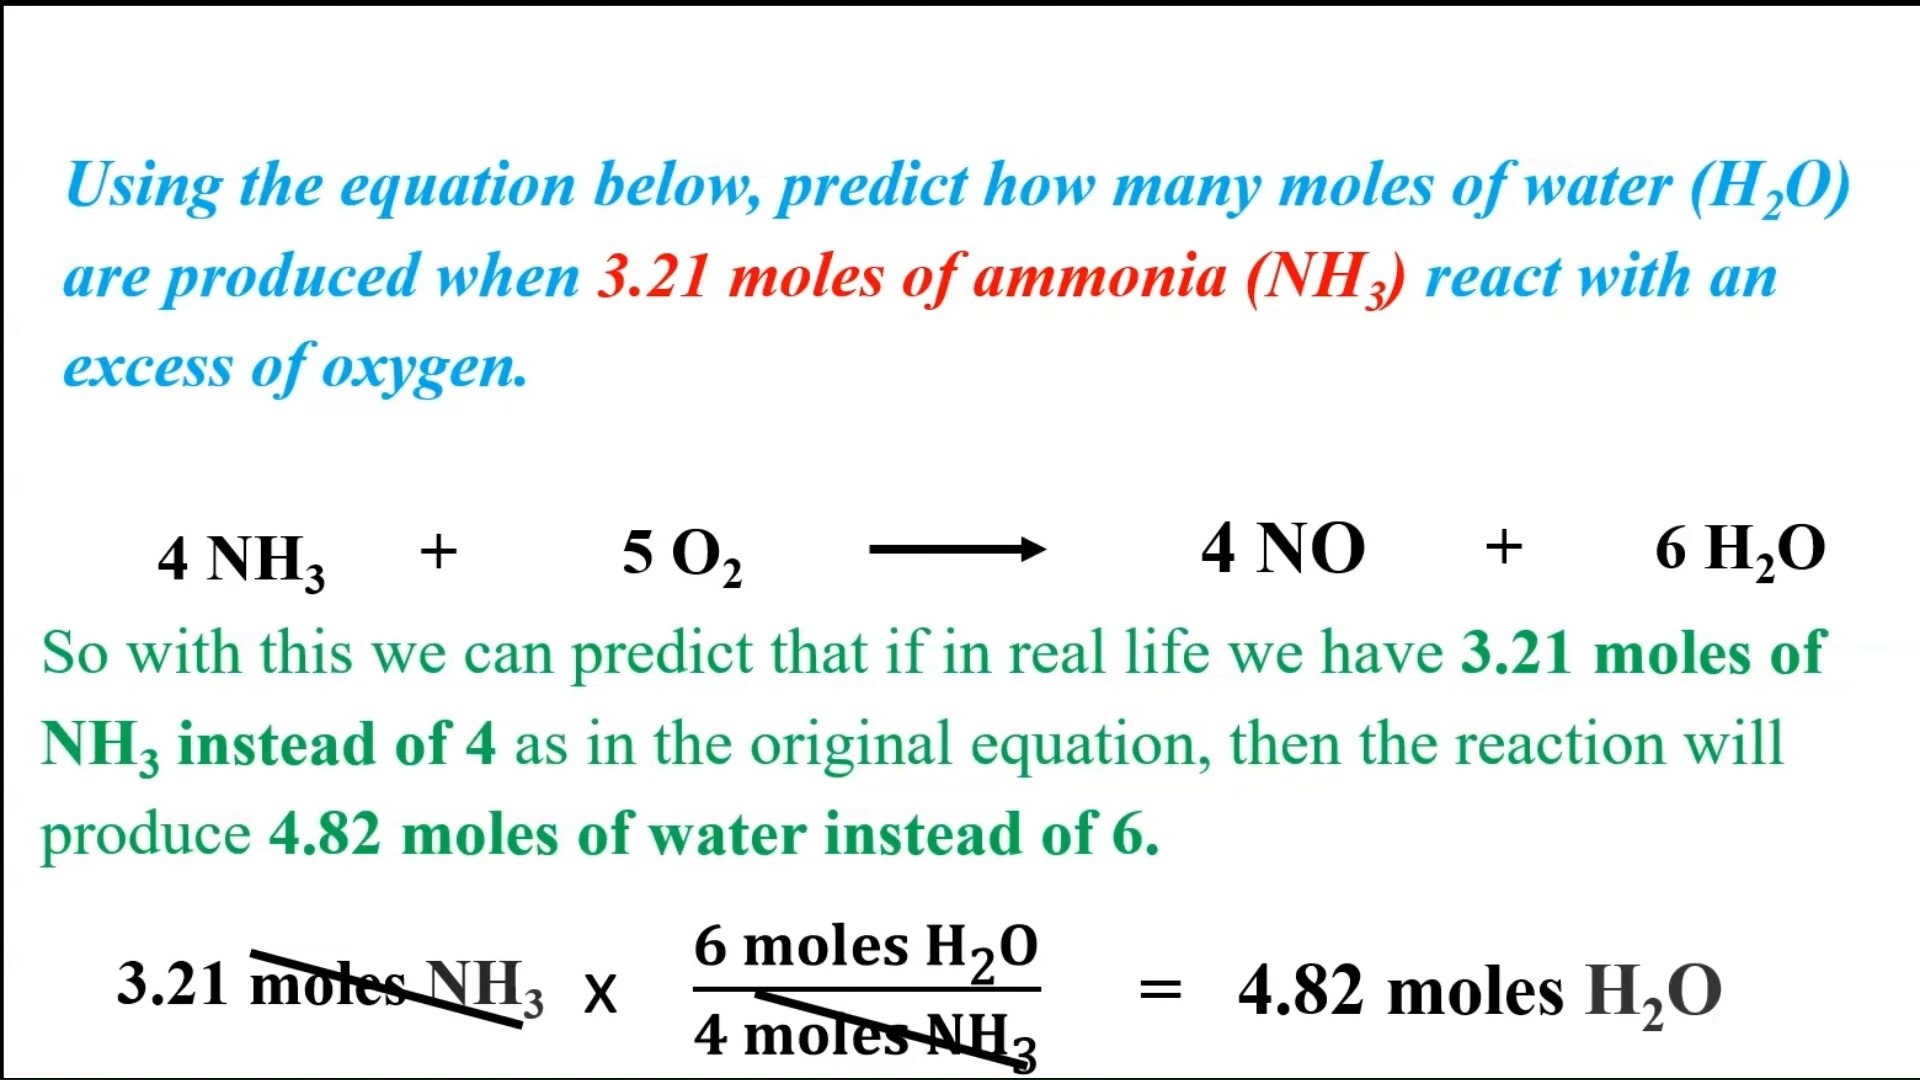 Using the equation below, predict how many moles of water (H₂O)
are produced when 3.21 moles of ammonia (NH₃) react with an
excess of oxygen.
4 NH₃ + 5 O₂ ⟶ 4 NO + 6 H₂O
So with this we can predict that if in real life we have 3.21 moles of
NH₃ instead of 4 as in the original equation, then the reaction will
produce 4.82 moles of water instead of 6.
6 moles H₂O
3.21 moles NH₃ x = 4.82 moles H₂O
4 moles NH₃